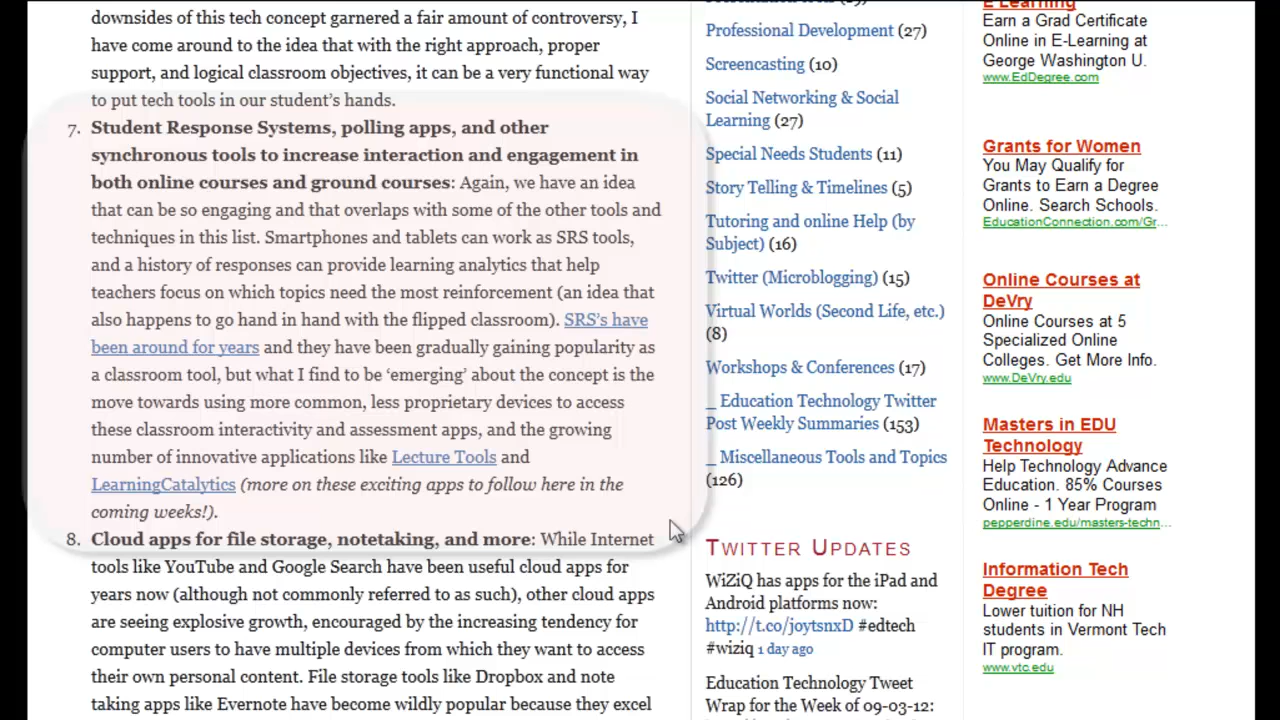 downsides of this tech concept garnered a fair amount of controversy, I
have come around to the idea that with the right approach, proper
support, and logical classroom objectives, it can be a very functional way
to put tech tools in our student's hands.
7. Student Response Systems, polling apps, and other
synchronous tools to increase interaction and engagement in
both online courses and ground courses: Again, we have an idea
that can be so engaging and that overlaps with some of the other tools and
techniques in this list. Smartphones and tablets can work as SRS tools,
and a history of responses can provide learning analytics that help
teachers focus on which topics need the most reinforcement (an idea that
also happens to go hand in hand with the flipped classroom). SRS's have
been around for years and they have been gradually gaining popularity as
a classroom tool, but what I find to be 'emerging' about the concept is the
move towards using more common, less proprietary devices to access
these classroom interactivity and assessment apps, and the growing
number of innovative applications like Lecture Tools and
LearningCatalytics (more on these exciting apps to follow here in the
coming weeks!).
8. Cloud apps for file storage, notetaking, and more: While Internet
tools like YouTube and Google Search have been useful cloud apps for
years now (although not commonly referred to as such), other cloud apps
are seeing explosive growth, encouraged by the increasing tendency for
computer users to have multiple devices from which they want to access
their own personal content. File storage tools like Dropbox and note
taking apps like Evernote have become wildly popular because they excel
Professional Development (27)
Screencasting (10)
Social Networking & Social
Learning (27)
Special Needs Students (11)
Story Telling & Timelines (5)
Tutoring and online Help (by
Subject) (16)
Twitter (Microblogging) (15)
Virtual Worlds (Second Life, etc.)
(8)
Workshops & Conferences (17)
_ Education Technology Twitter
Post Weekly Summaries (153)
_ Miscellaneous Tools and Topics
(126)
TWITTER UPDATES
WiZiQ has apps for the iPad and
Android platforms now:
http://t.co/joytsnxD #edtech
#wiziq 1 day ago
Education Technology Tweet
Wrap for the Week of 09-03-12:
E Learning
Earn a Grad Certificate
Online in E-Learning at
George Washington U.
www.EdDegree.com
Grants for Women
You May Qualify for
Grants to Earn a Degree
Online. Search Schools.
EducationConnection.com/Gr...
Online Courses at
DeVry
Online Courses at 5
Specialized Online
Colleges. Get More Info.
www.DeVry.edu
Masters in EDU
Technology
Help Technology Advance
Education. 85% Courses
Online - 1 Year Program
pepperdine.edu/masters-techn...
Information Tech
Degree
Lower tuition for NH
students in Vermont Tech
IT program.
www.vtc.edu